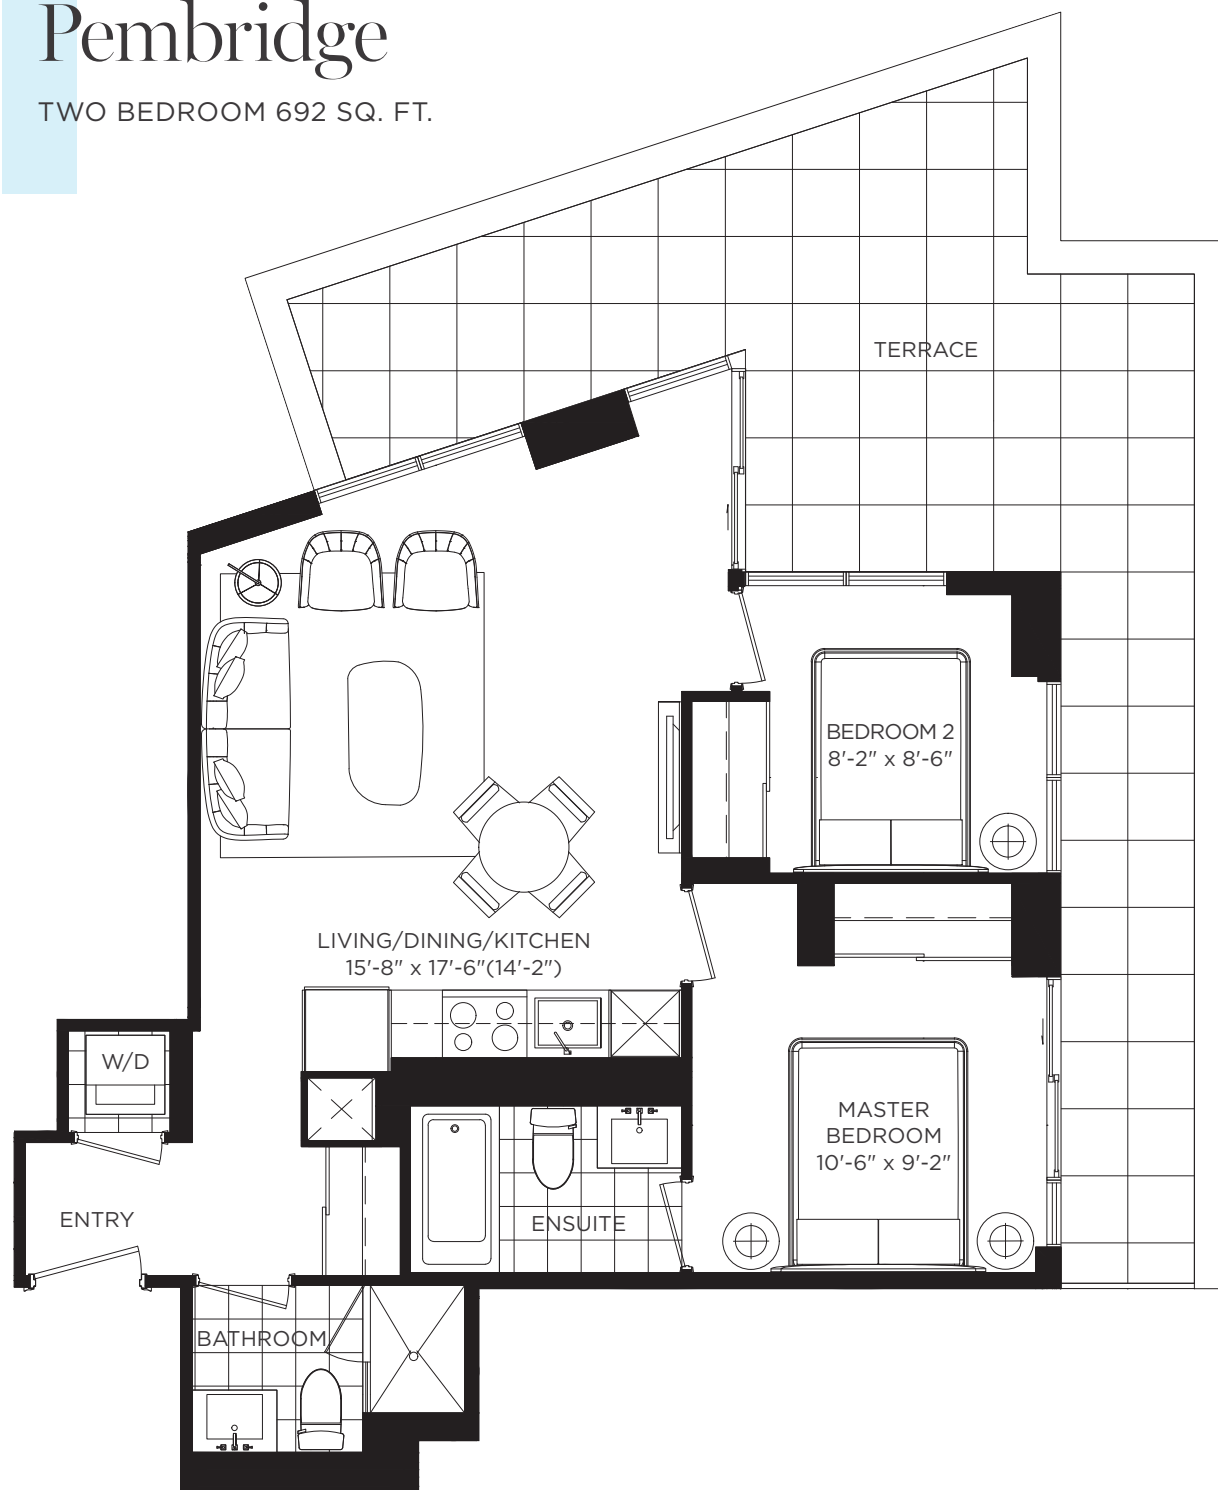 Pembridge
TWO BEDROOM 692 SQ. FT.
TERRACE
BEDROOM 2
8'-2" x 8'-6"
LIVING/DINING/KITCHEN
15'-8" x 17'-6"(14'-2")
W/D
MASTER
BEDROOM
10'-6" x 9'-2"
ENTRY
ENSUITE
BATHROOM